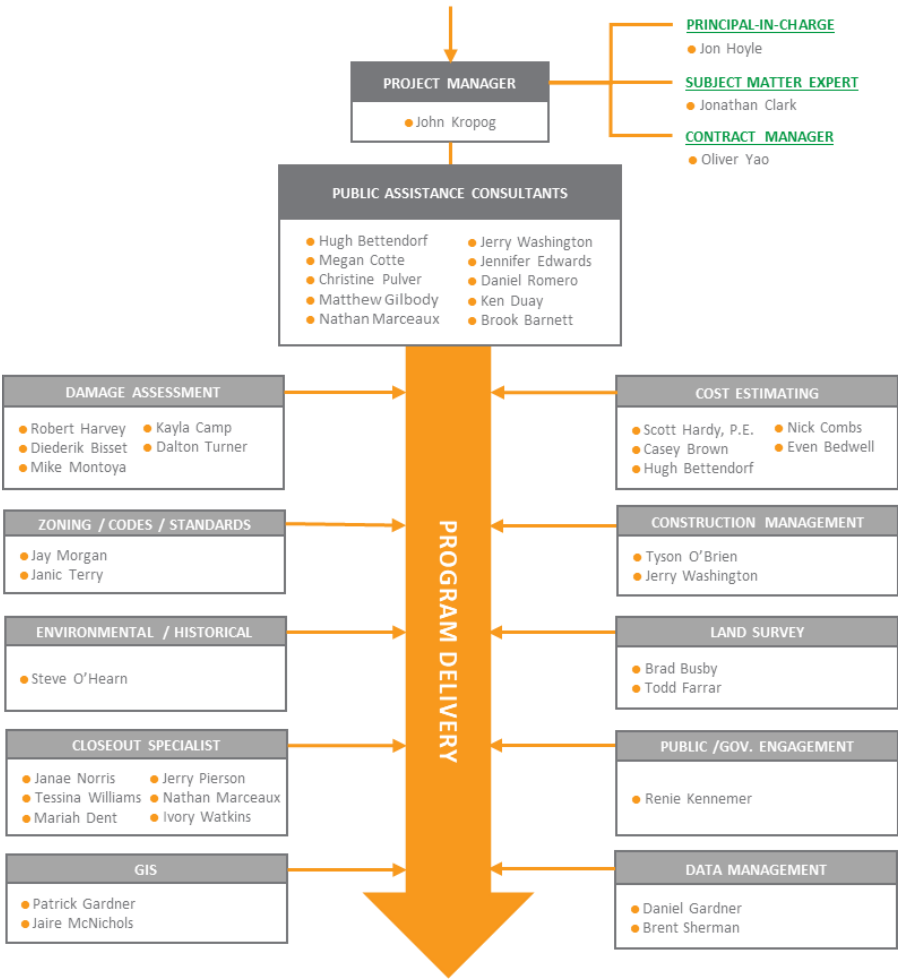 PRINCIPAL-IN-CHARGE
Jon Hoyle
SUBJECT MATTER EXPERT
Jonathan Clark
CONTRACT MANAGER
Oliver Yao
PROJECT MANAGER
John Kropog
PUBLIC ASSISTANCE CONSULTANTS
Hugh Bettendorf
Megan Cotte
Christine Pulver
Matthew Gilbody
Nathan Marceaux
Jerry Washington
Jennifer Edwards
Daniel Romero
Ken Duay
Brook Barnett
PROGRAM DELIVERY
DAMAGE ASSESSMENT
Robert Harvey
Diederik Bisset
Mike Montoya
Kayla Camp
Dalton Turner
COST ESTIMATING
Scott Hardy, P.E.
Casey Brown
Hugh Bettendorf
Nick Combs
Even Bedwell
ZONING / CODES / STANDARDS
Jay Morgan
Janic Terry
CONSTRUCTION MANAGEMENT
Tyson O'Brien
Jerry Washington
ENVIRONMENTAL / HISTORICAL
Steve O'Hearn
LAND SURVEY
Brad Busby
Todd Farrar
CLOSEOUT SPECIALIST
Janae Norris
Tessina Williams
Mariah Dent
Jerry Pierson
Nathan Marceaux
Ivory Watkins
PUBLIC /GOV. ENGAGEMENT
Renie Kennemer
GIS
Patrick Gardner
Jaire McNichols
DATA MANAGEMENT
Daniel Gardner
Brent Sherman